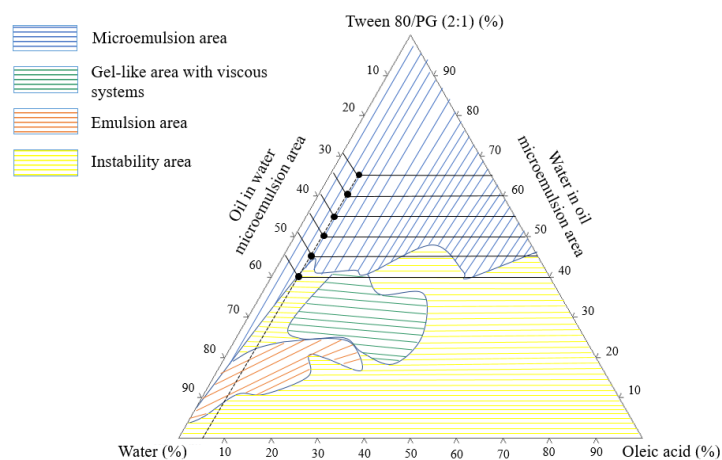 Tween 80/PG (2:1) (%)
Microemulsion area
Gel-like area with viscous
systems
Emulsion area
Instability area
Oil in water
microemulsion area
Water in oil
microemulsion area
10
20
30
40
50
60
70
80
90
90
80
70
60
50
40
30
20
10
Water (%)
10
20
30
40
50
60
70
80
90
Oleic acid (%)